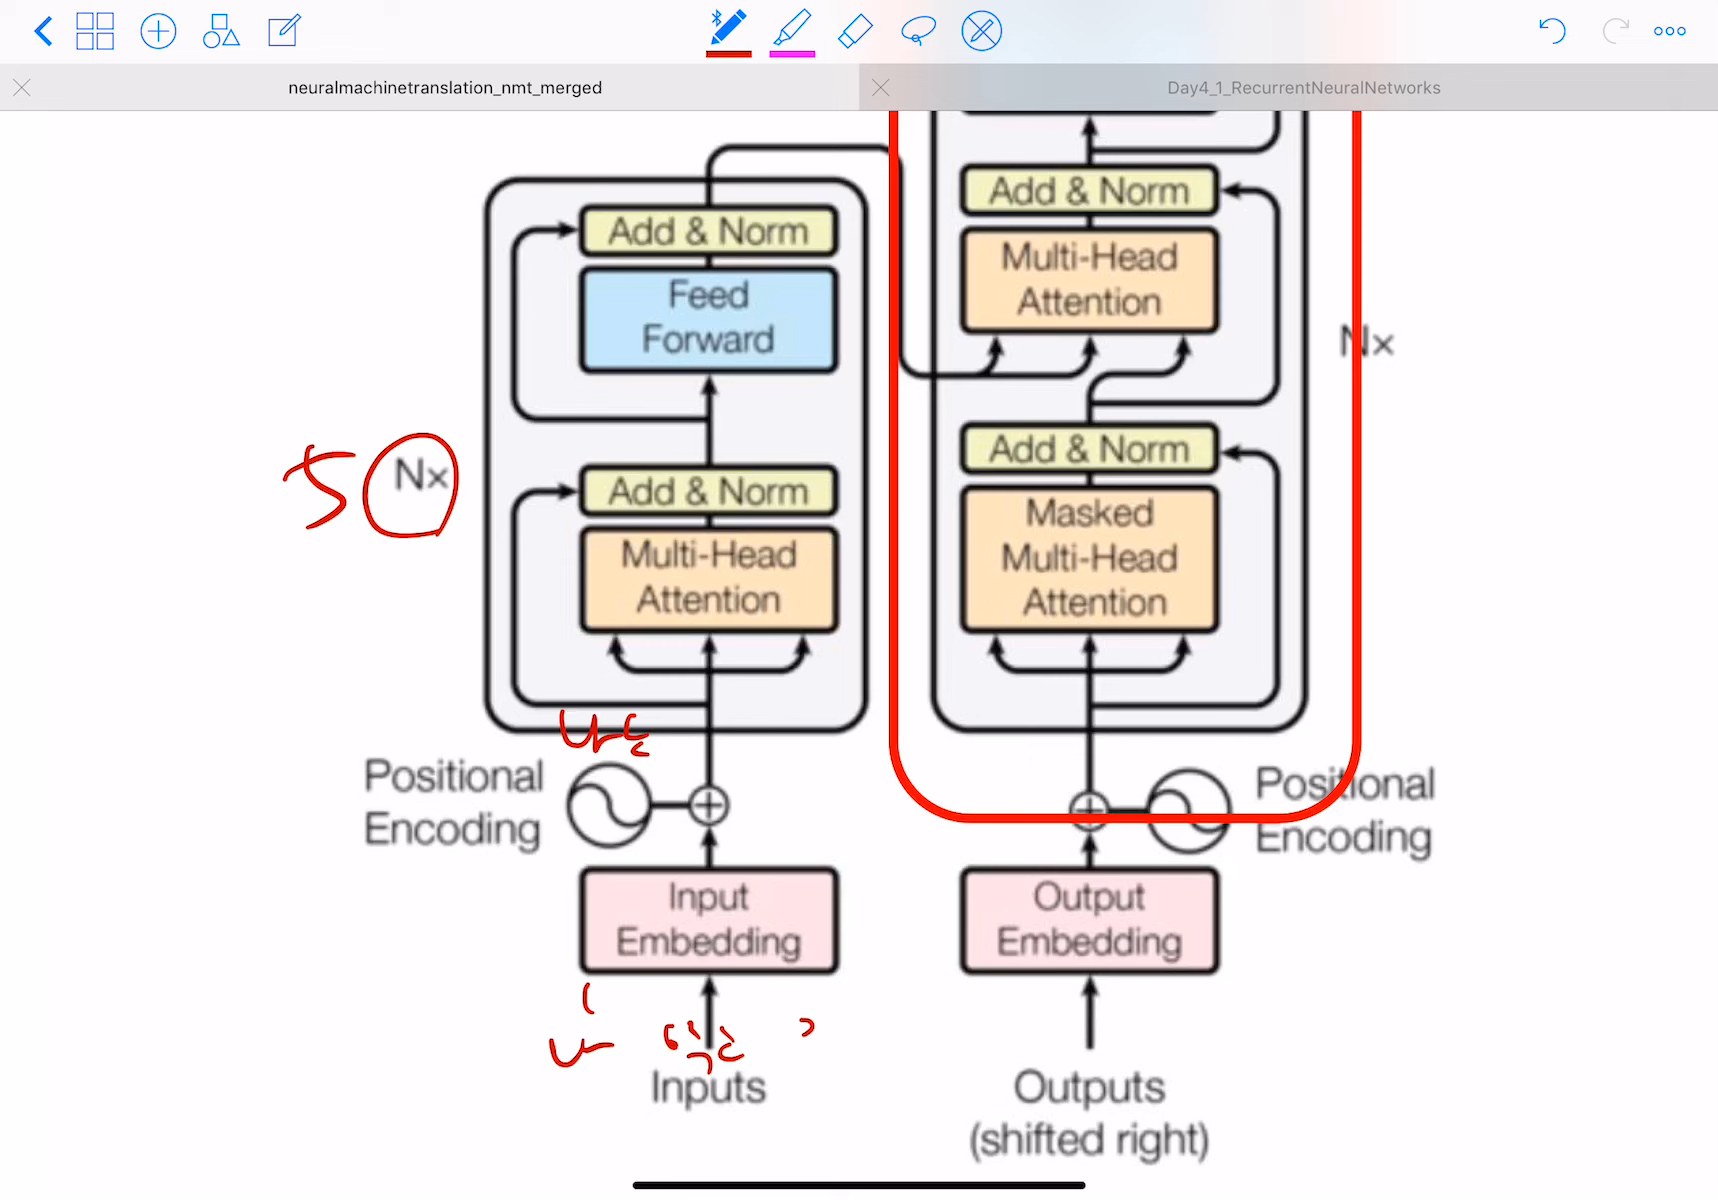 neuralmachinetranslation_nmt_merged
Day4_1_RecurrentNeuralNetworks
Add & Norm
Feed
Forward
5 Nx
Add & Norm
Multi-Head
Attention
Positional
Encoding
Input
Embedding
Inputs
Add & Norm
Multi-Head
Attention
Nx
Add & Norm
Masked
Multi-Head
Attention
Positional
Encoding
Output
Embedding
Outputs
(shifted right)